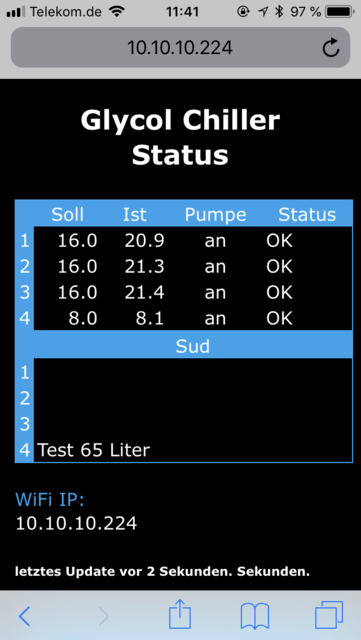 Telekom.de 11:41 97 %
10.10.10.224
Glycol Chiller
Status
Soll Ist Pumpe Status
1 16.0 20.9 an OK
2 16.0 21.3 an OK
3 16.0 21.4 an OK
4 8.0 8.1 an OK
Sud
1
2
3
4 Test 65 Liter
WiFi IP:
10.10.10.224
letztes Update vor 2 Sekunden. Sekunden.